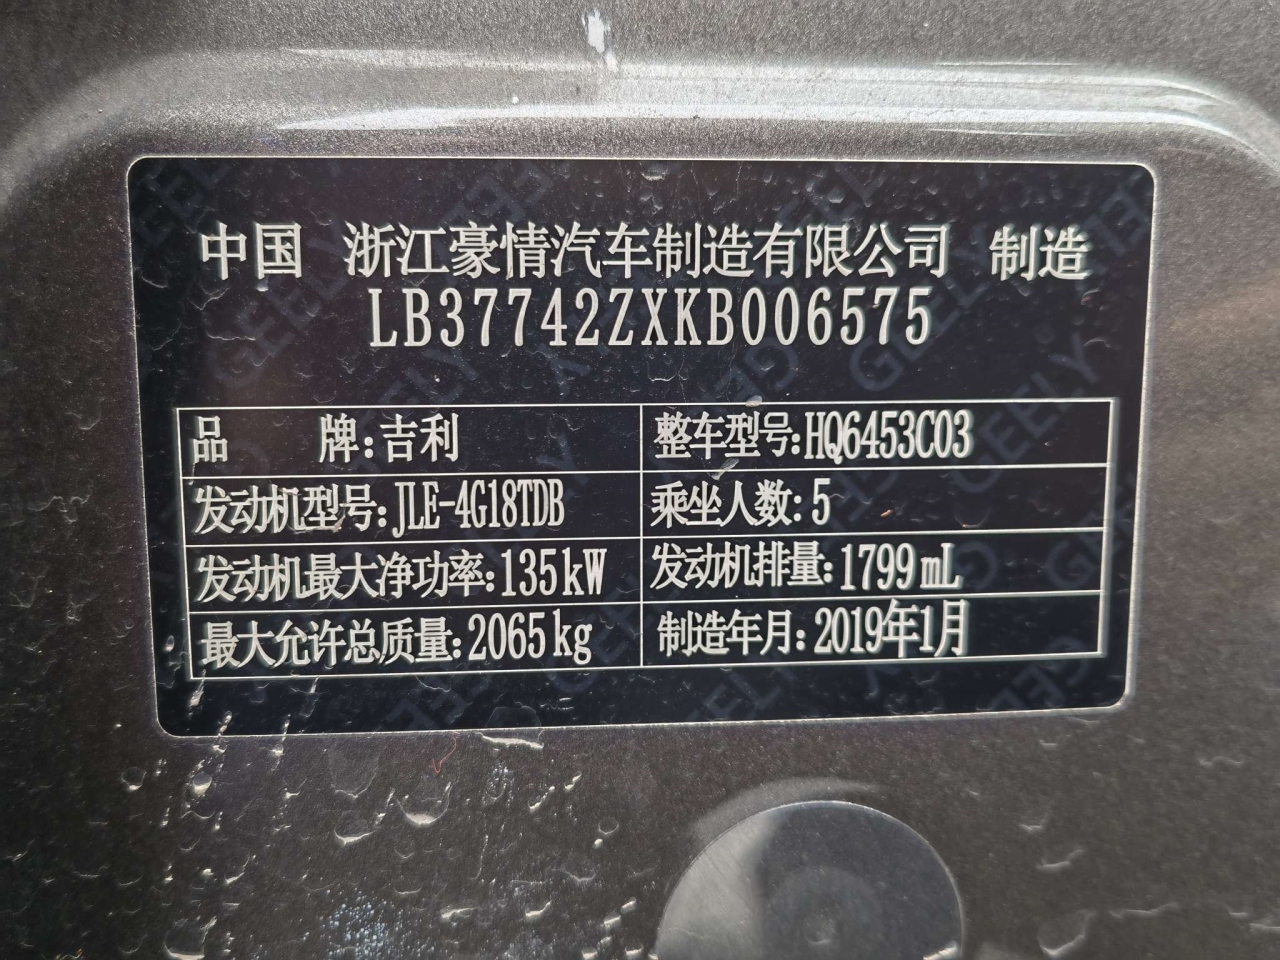 中国 浙江豪情汽车制造有限公司 制造
LB37742ZXKB006575
品 牌:吉利 整车型号:HQ6453C03
发动机型号:JLE-4G18TDB 乘坐人数:5
发动机最大净功率:135kW 发动机排量:1799mL
最大允许总质量:2065kg 制造年月:2019年1月